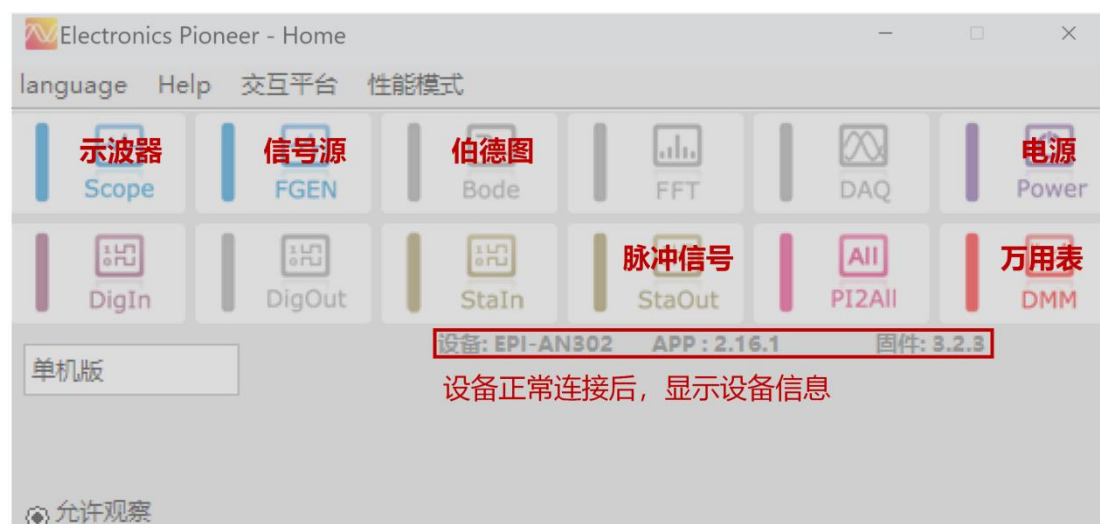 Electronics Pioneer - Home
language Help 交互平台 性能模式
示波器 信号源 伯德图 电源
Scope FGEN Bode FFT DAQ Power
脉冲信号 All 万用表
DigIn DigOut StaIn StaOut PI2All DMM
设备: EPI-AN302 APP : 2.16.1 固件: 3.2.3
单机版
设备正常连接后，显示设备信息
允许观察